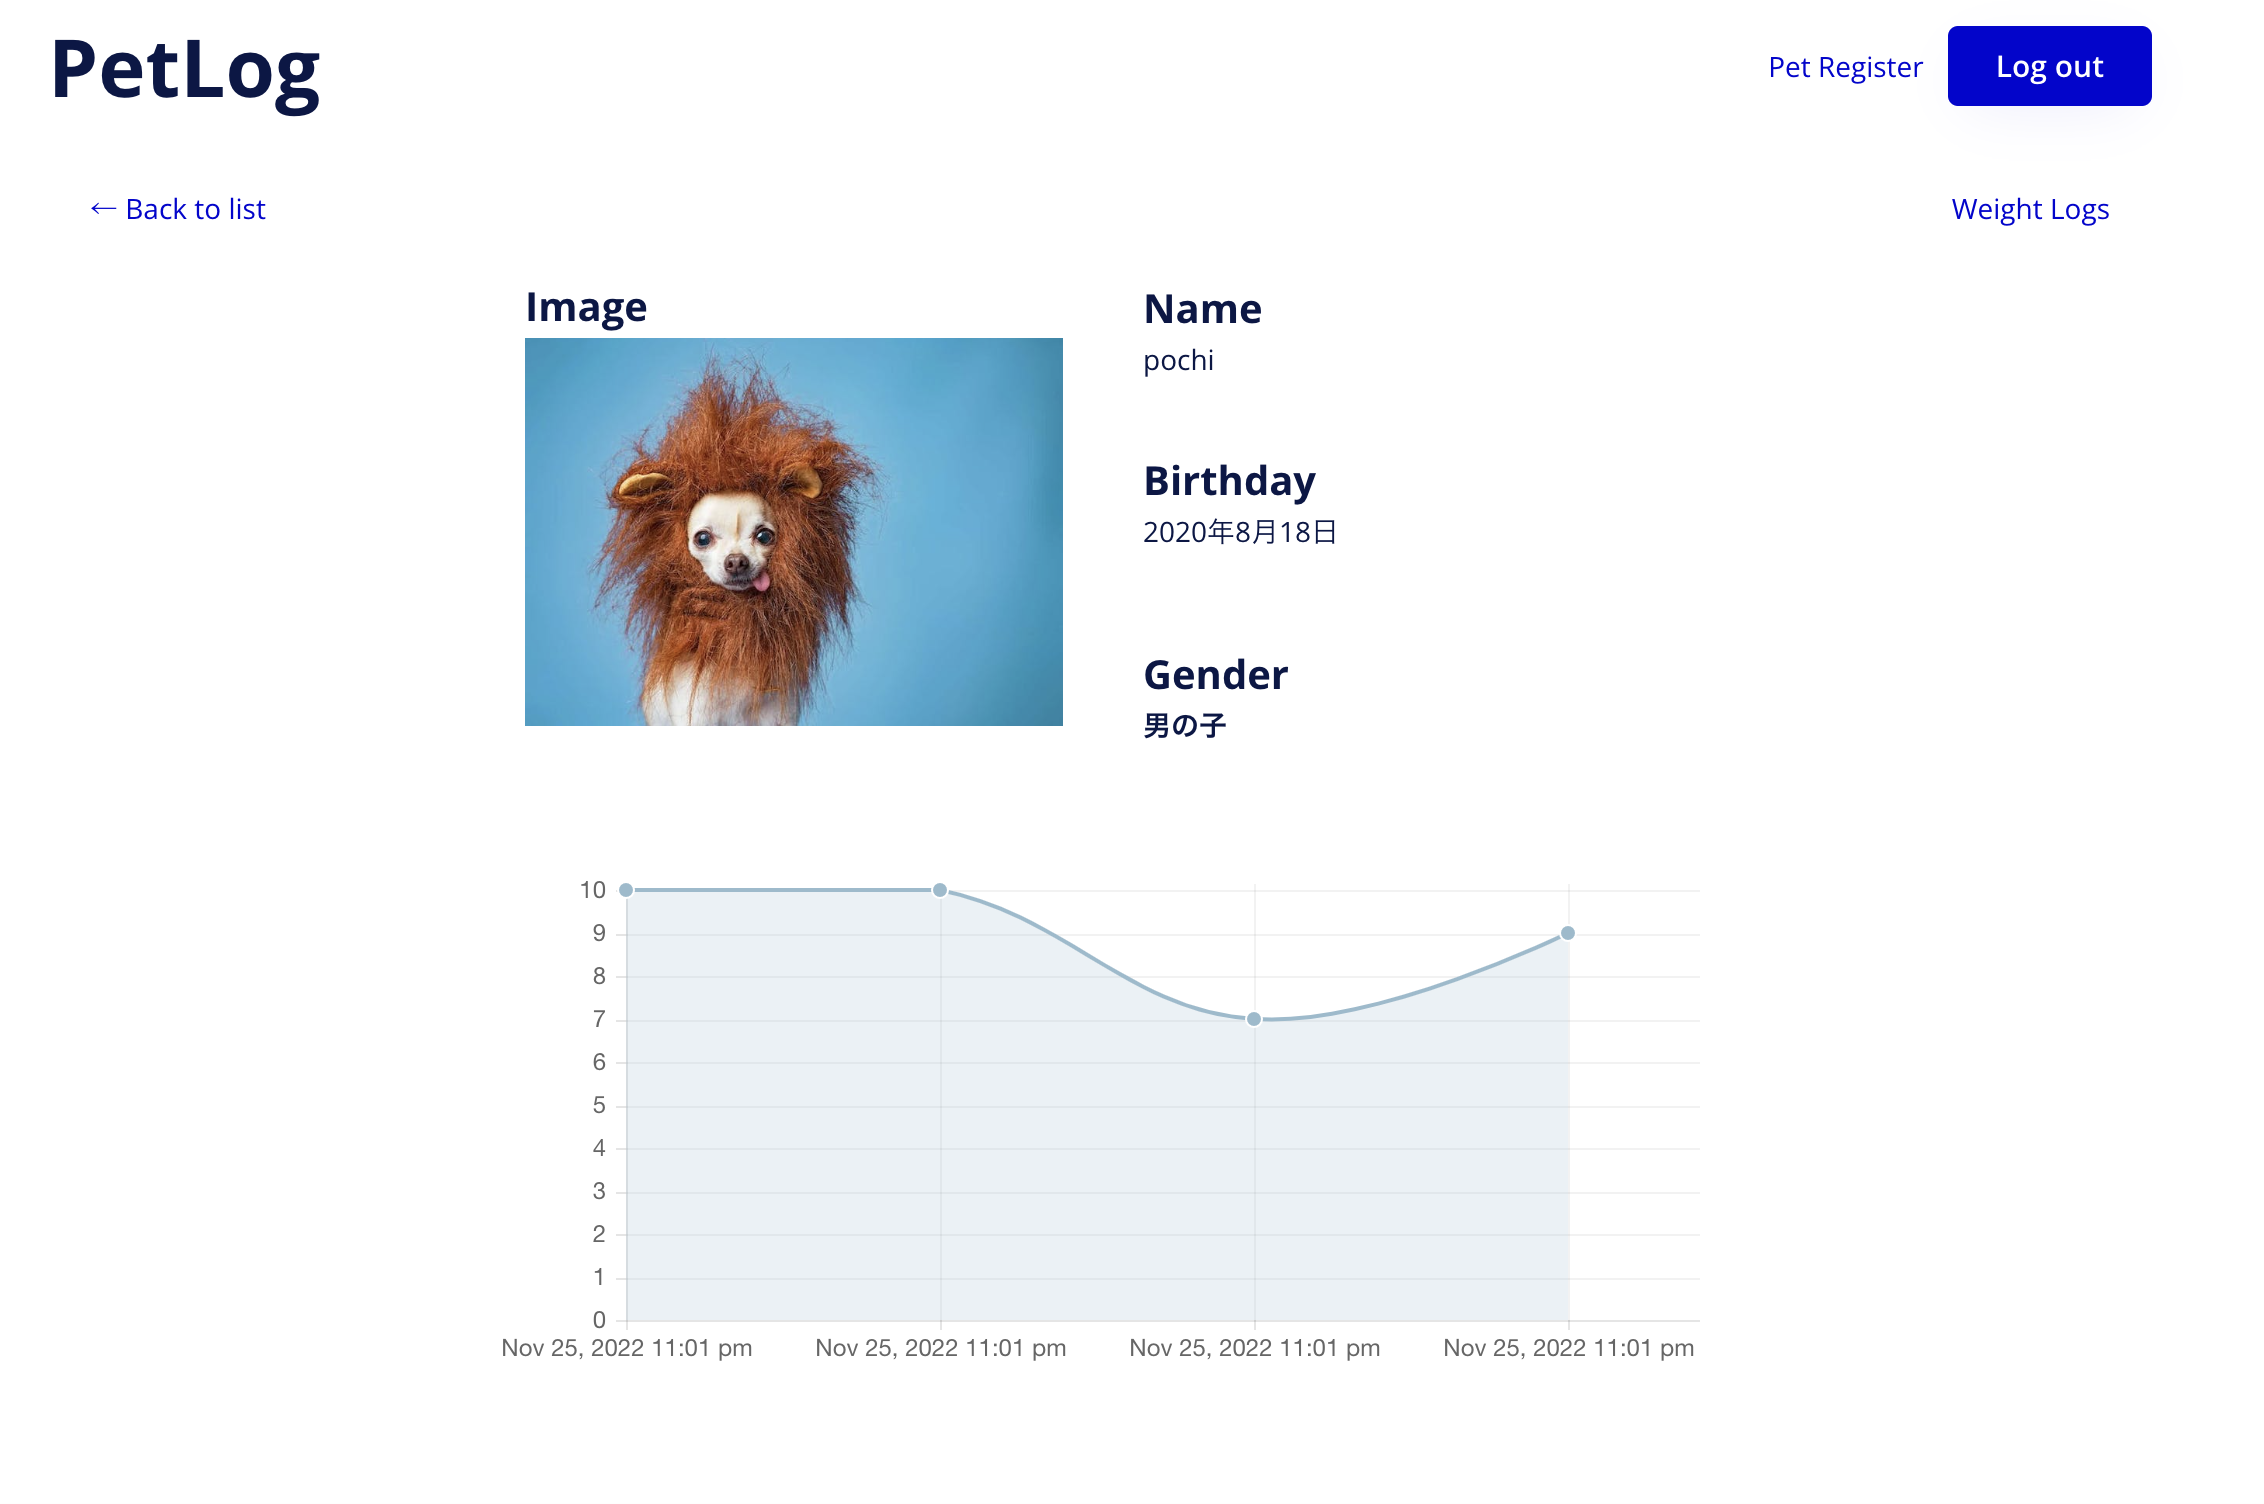 PetLog
Pet Register
Log out
← Back to list
Weight Logs
Image
Name
pochi
Birthday
2020年8月18日
Gender
男の子
10
9
8
7
6
5
4
3
2
1
0
Nov 25, 2022 11:01 pm
Nov 25, 2022 11:01 pm
Nov 25, 2022 11:01 pm
Nov 25, 2022 11:01 pm